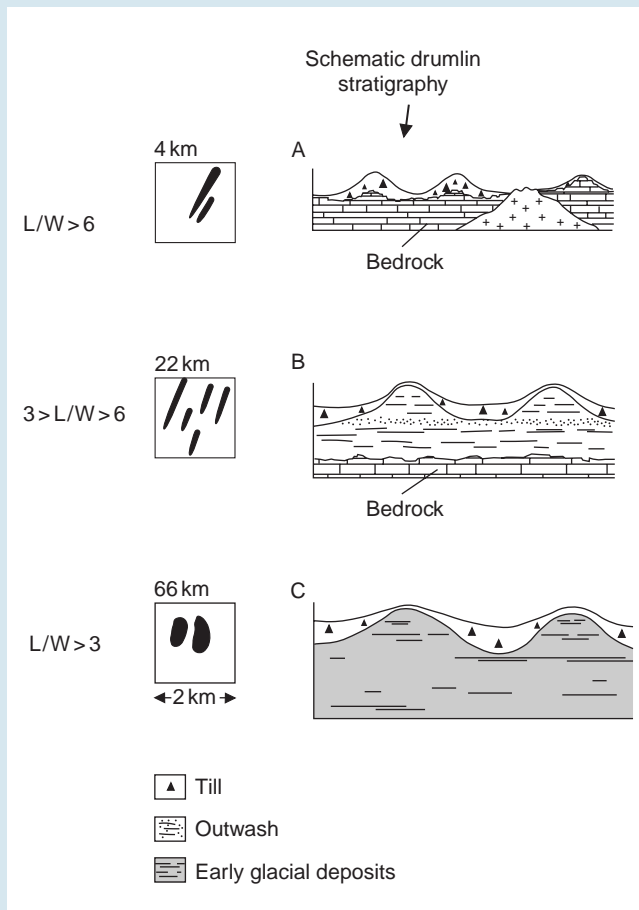 Schematic drumlin
stratigraphy
4 km
A
L/W > 6
Bedrock
22 km
B
3 > L/W > 6
Bedrock
66 km
C
L/W > 3
2 km
Till
Outwash
Early glacial deposits